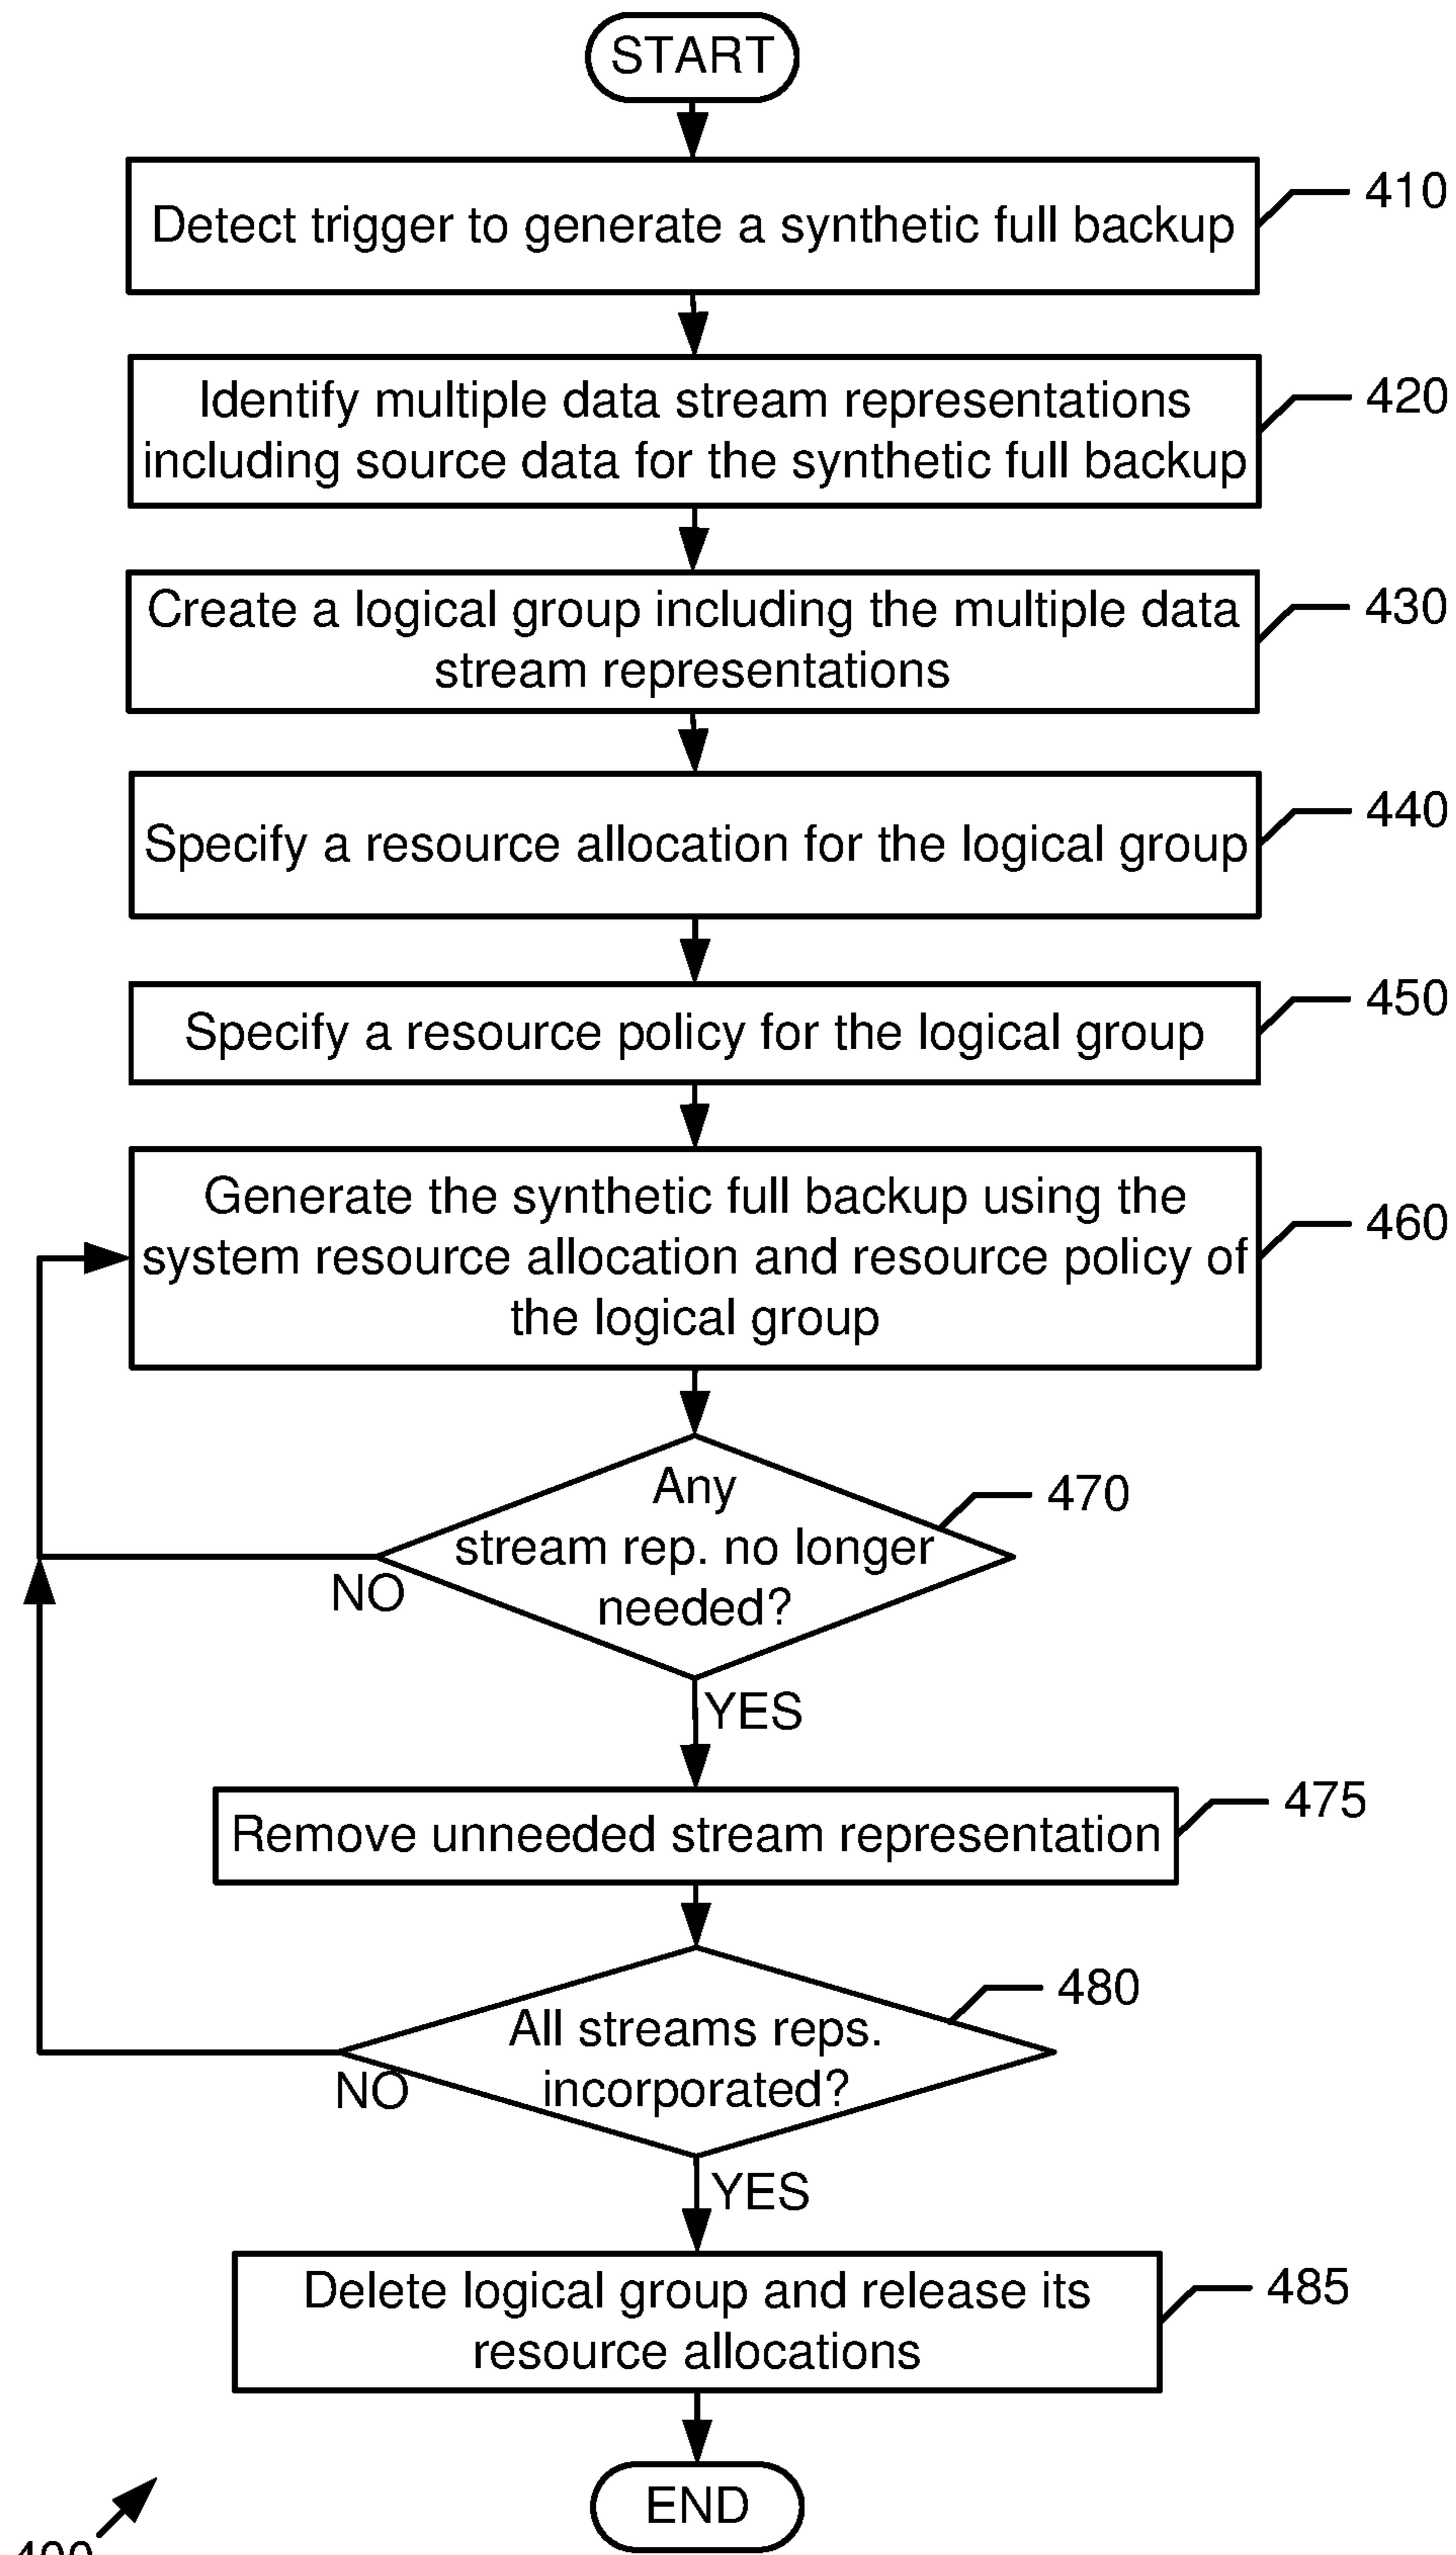 START
Detect trigger to generate a synthetic full backup
410
Identify multiple data stream representations
including source data for the synthetic full backup
420
Create a logical group including the multiple data
stream representations
430
Specify a resource allocation for the logical group
440
Specify a resource policy for the logical group
450
Generate the synthetic full backup using the
system resource allocation and resource policy of
the logical group
460
Any
stream rep. no longer
needed?
470
NO
YES
Remove unneeded stream representation
475
All streams reps.
incorporated?
480
NO
YES
Delete logical group and release its
resource allocations
485
END
400